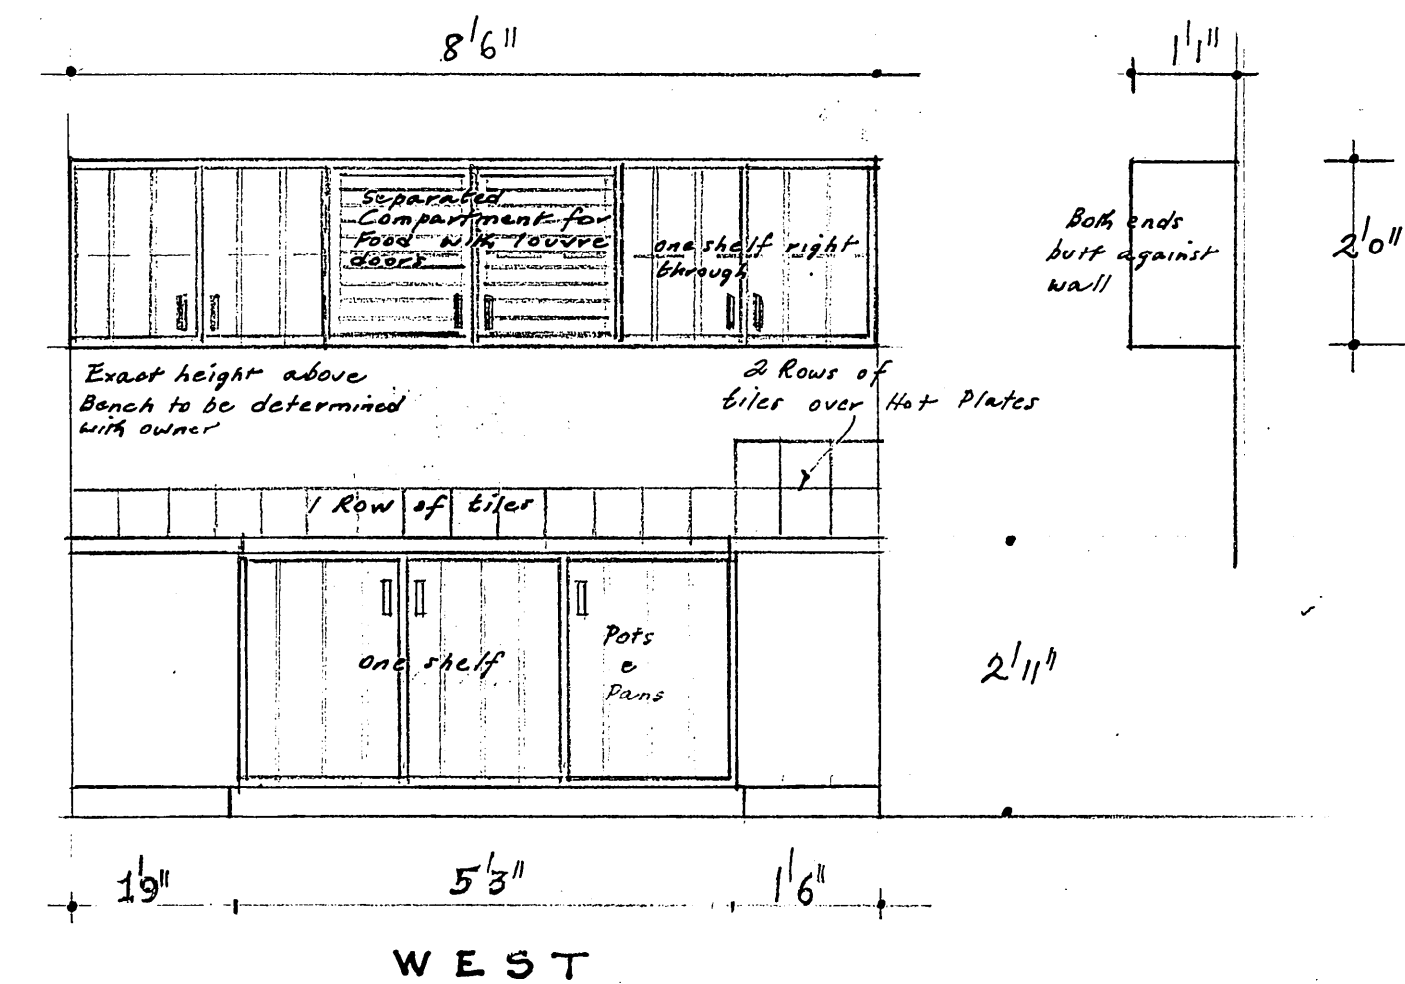 8'6"
1'1"
Separated
Compartment for
Food with louvre
doors
one shelf right
through
Both ends
butt against
wall
2'0"
Exact height above
Bench to be determined
with owner
2 Rows of
tiles over Hot Plates
1 Row of tiles
one shelf
Pots
e
Pans
2'11"
1'9"
5'3"
1'6"
WEST